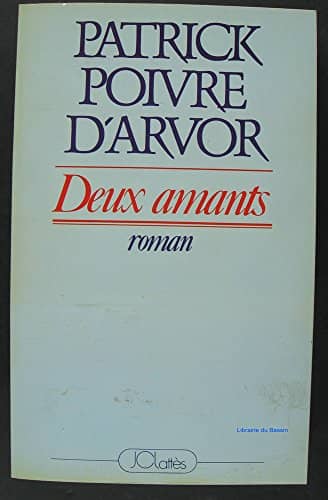 PATRICK
POIVRE
D'ARVOR
Deux amants
roman
Librairie du Bassin
JClattès